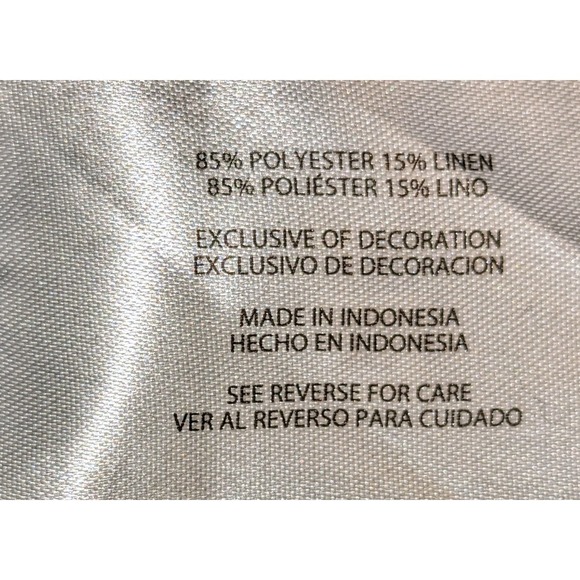 85% POLYESTER 15% LINEN
85% POLIÉSTER 15% LINO
EXCLUSIVE OF DECORATION
EXCLUSIVO DE DECORACION
MADE IN INDONESIA
HECHO EN INDONESIA
SEE REVERSE FOR CARE
VER AL REVERSO PARA CUIDADO